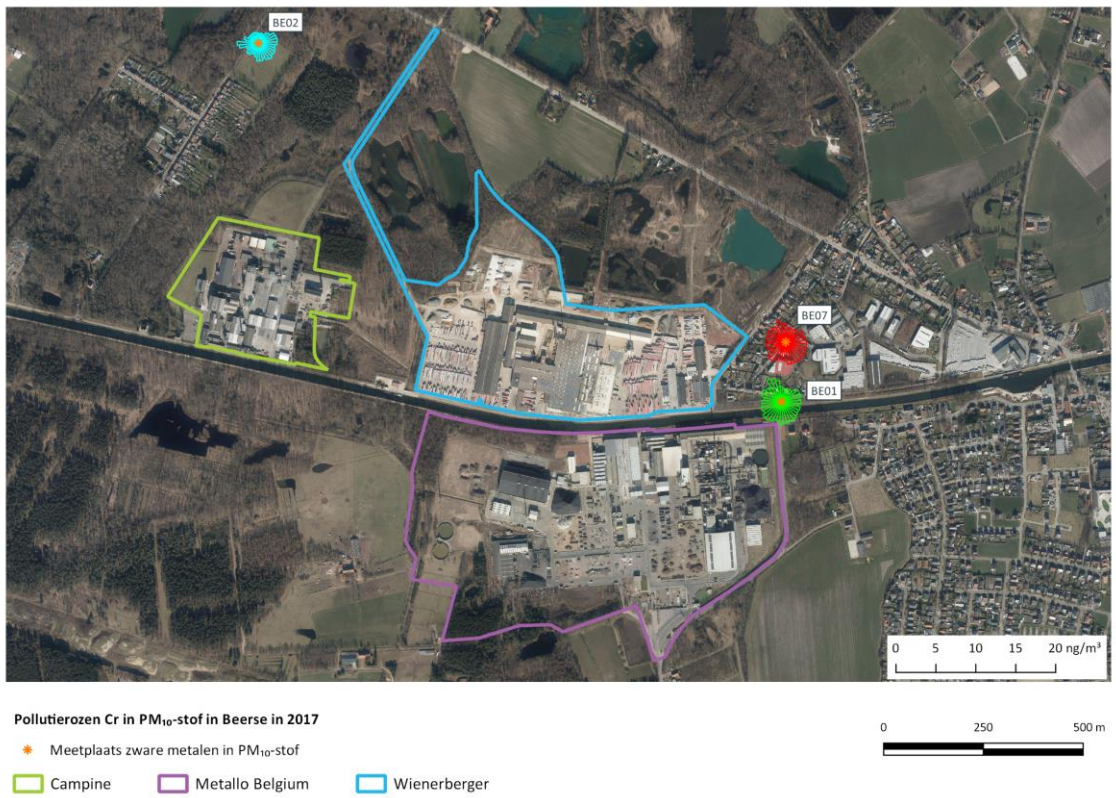 BE02
BE07
BE01
0 5 10 15 20 ng/m³
Pollutierozen Cr in PM₁₀-stof in Beerse in 2017
Meetplaats zware metalen in PM₁₀-stof
0 250 500 m
Campine Metallo Belgium Wienerberger